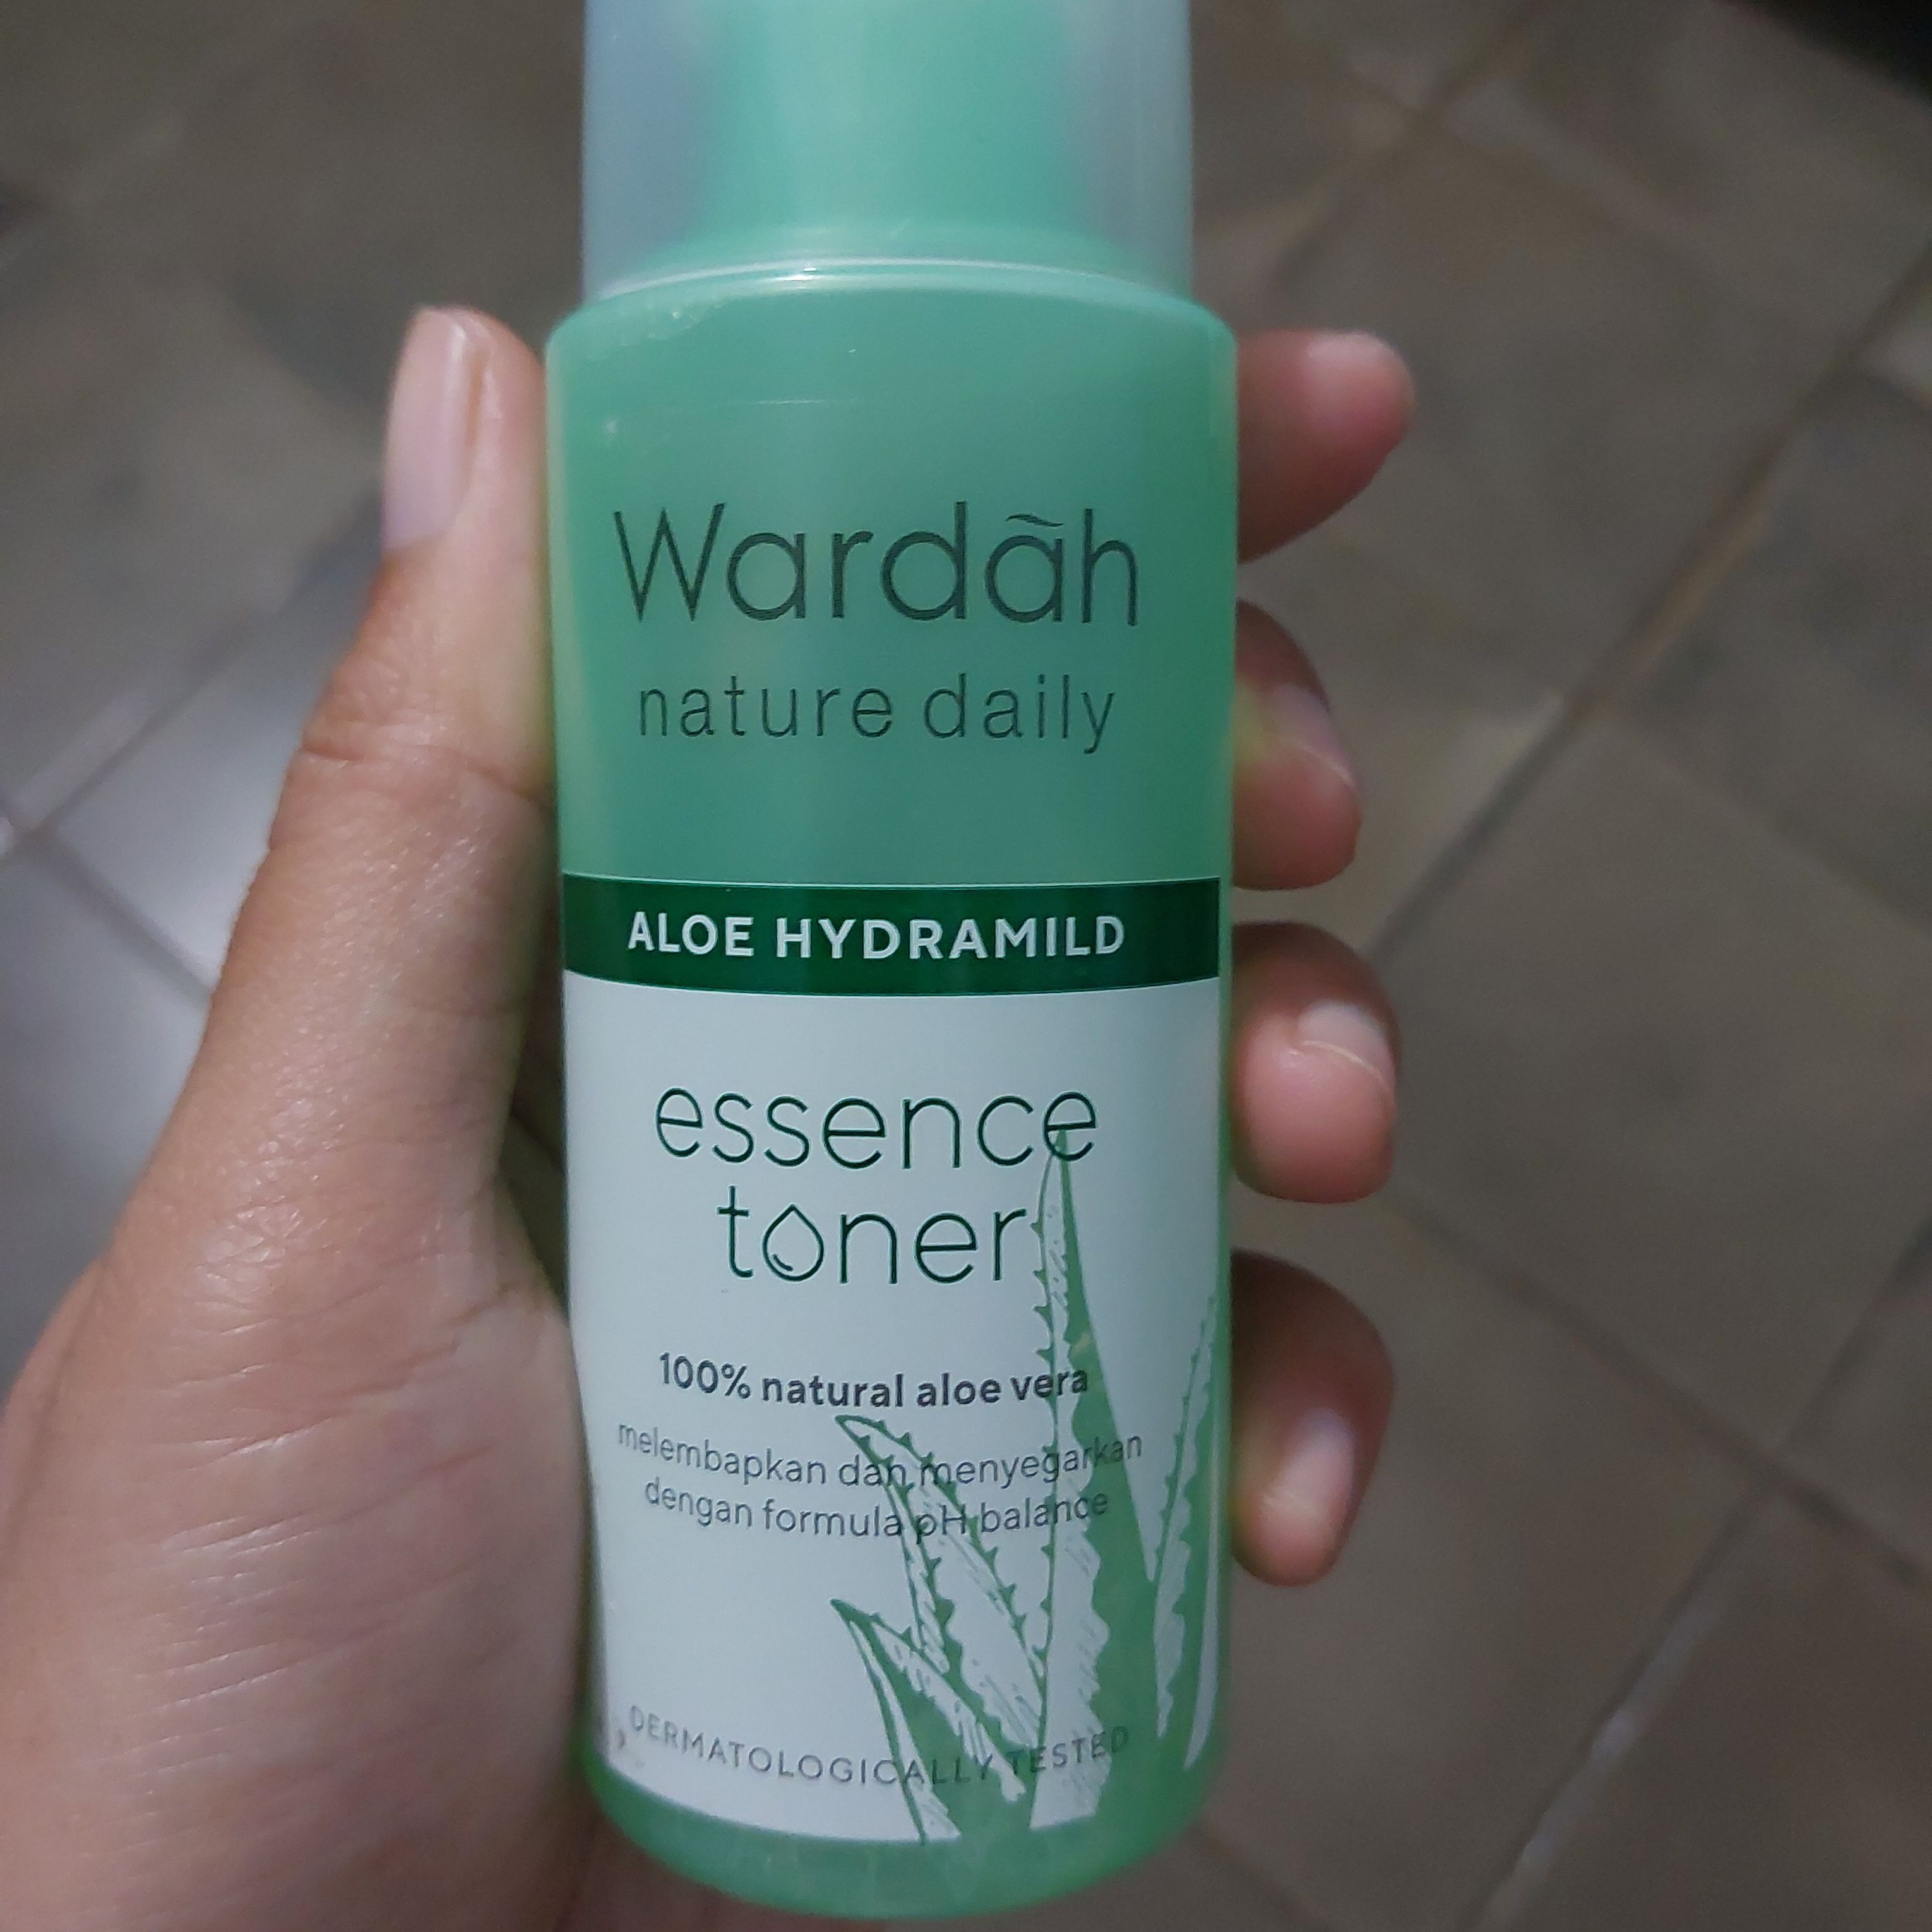 Wardãh
nature daily
ALOE HYDRAMILD
essence
toner
100% natural aloe vera
melembapkan dan menyegarkan
dengan formula pH balance
DERMATOLOGICALLY TESTED